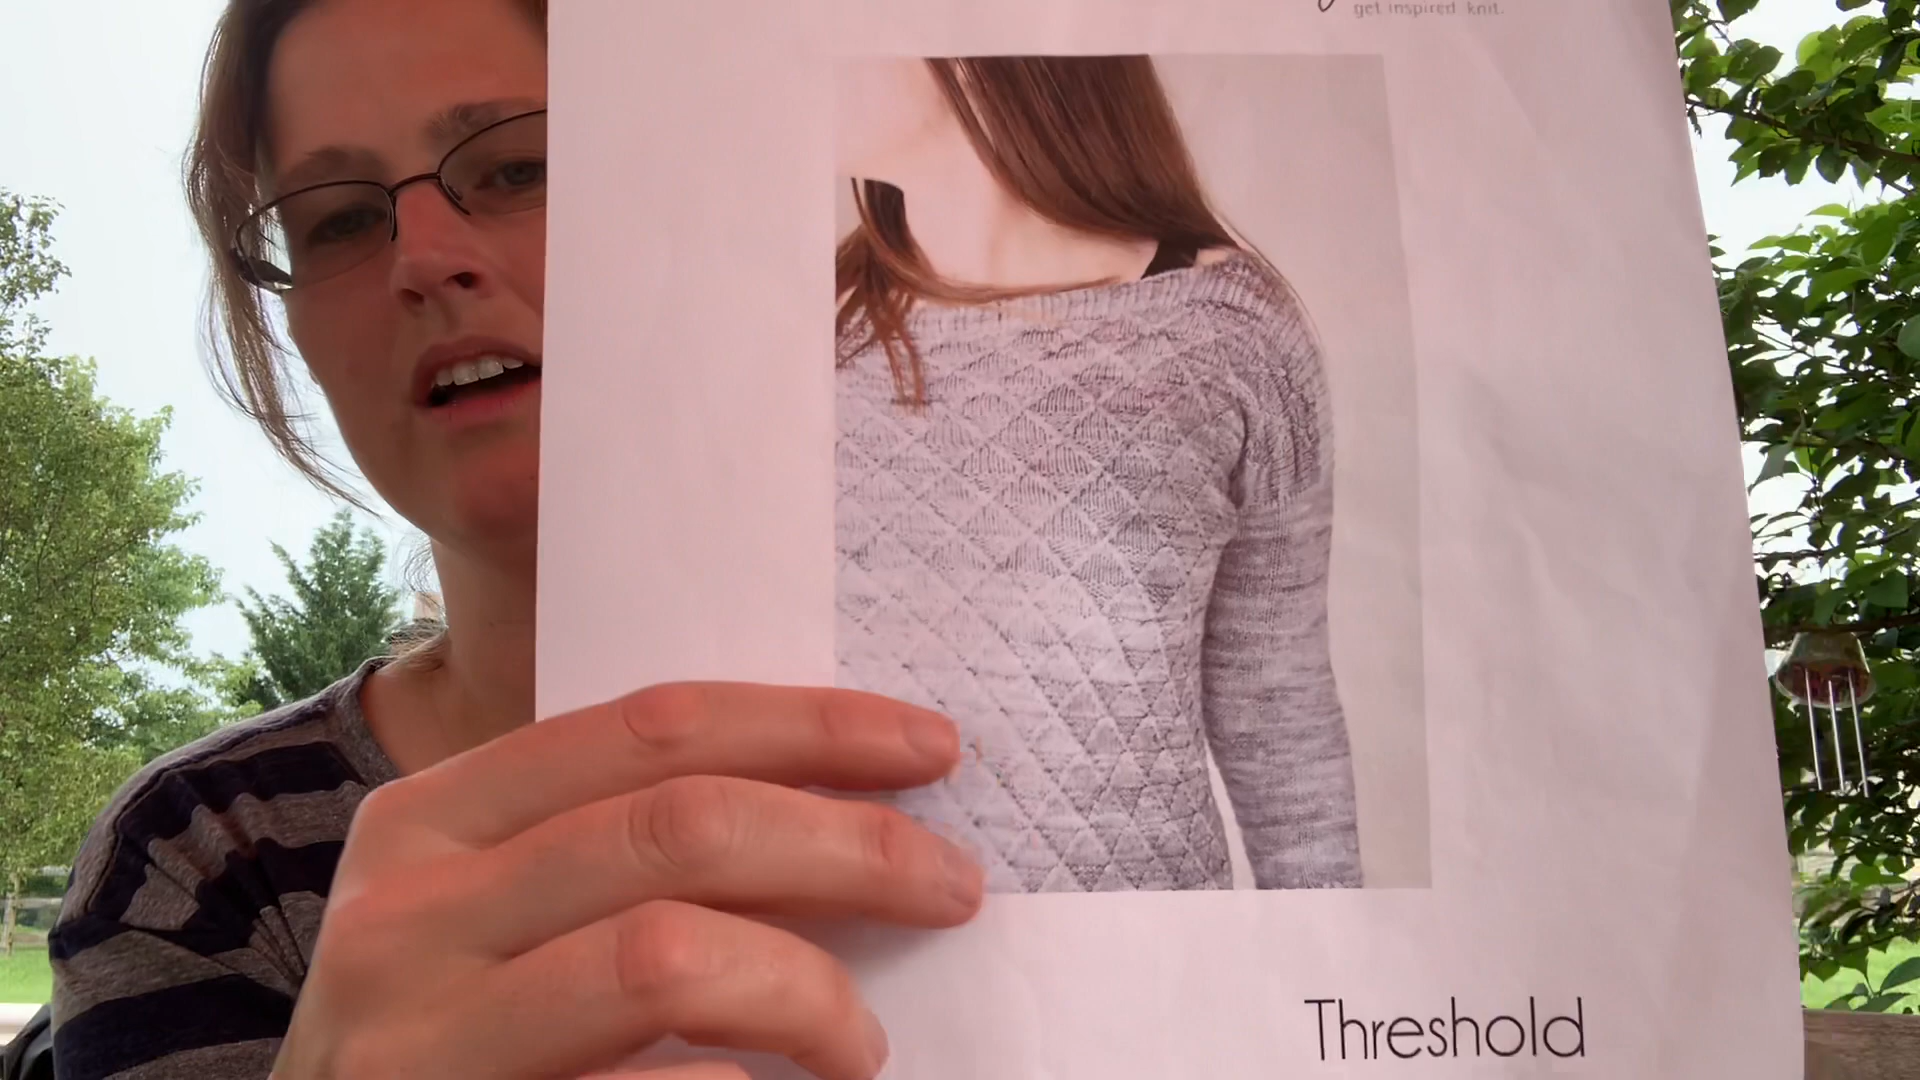 get inspired knit.
Threshold